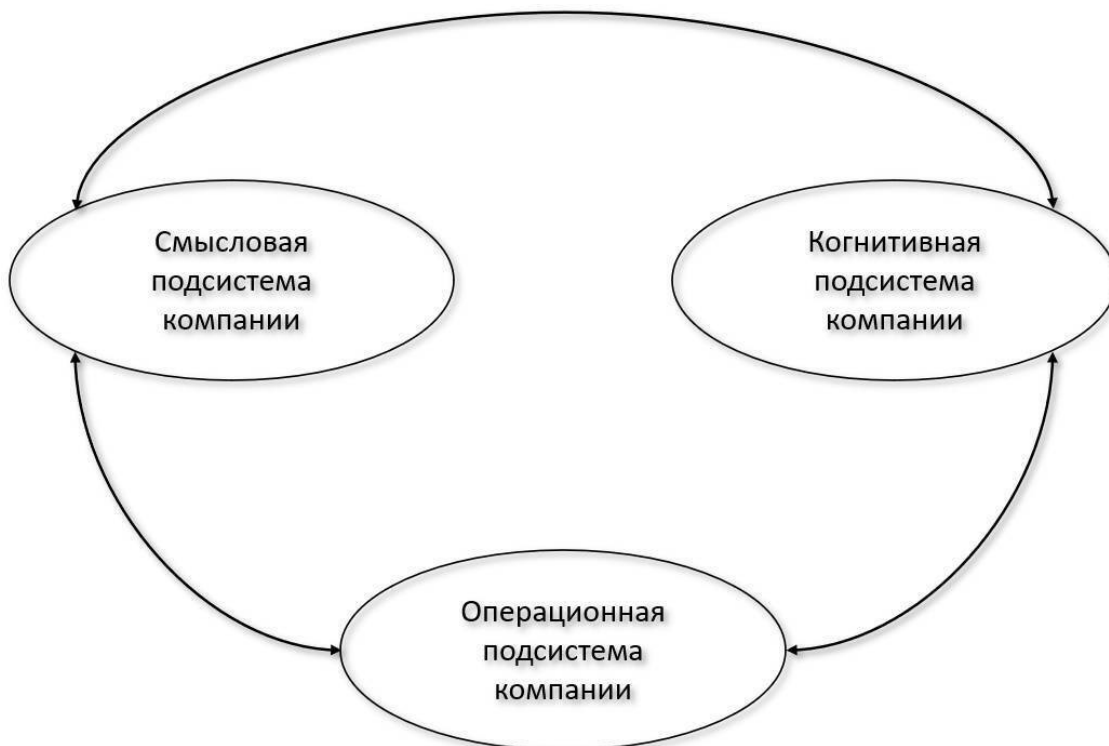 Смысловая
подсистема
компании
Когнитивная
подсистема
компании
Операционная
подсистема
компании